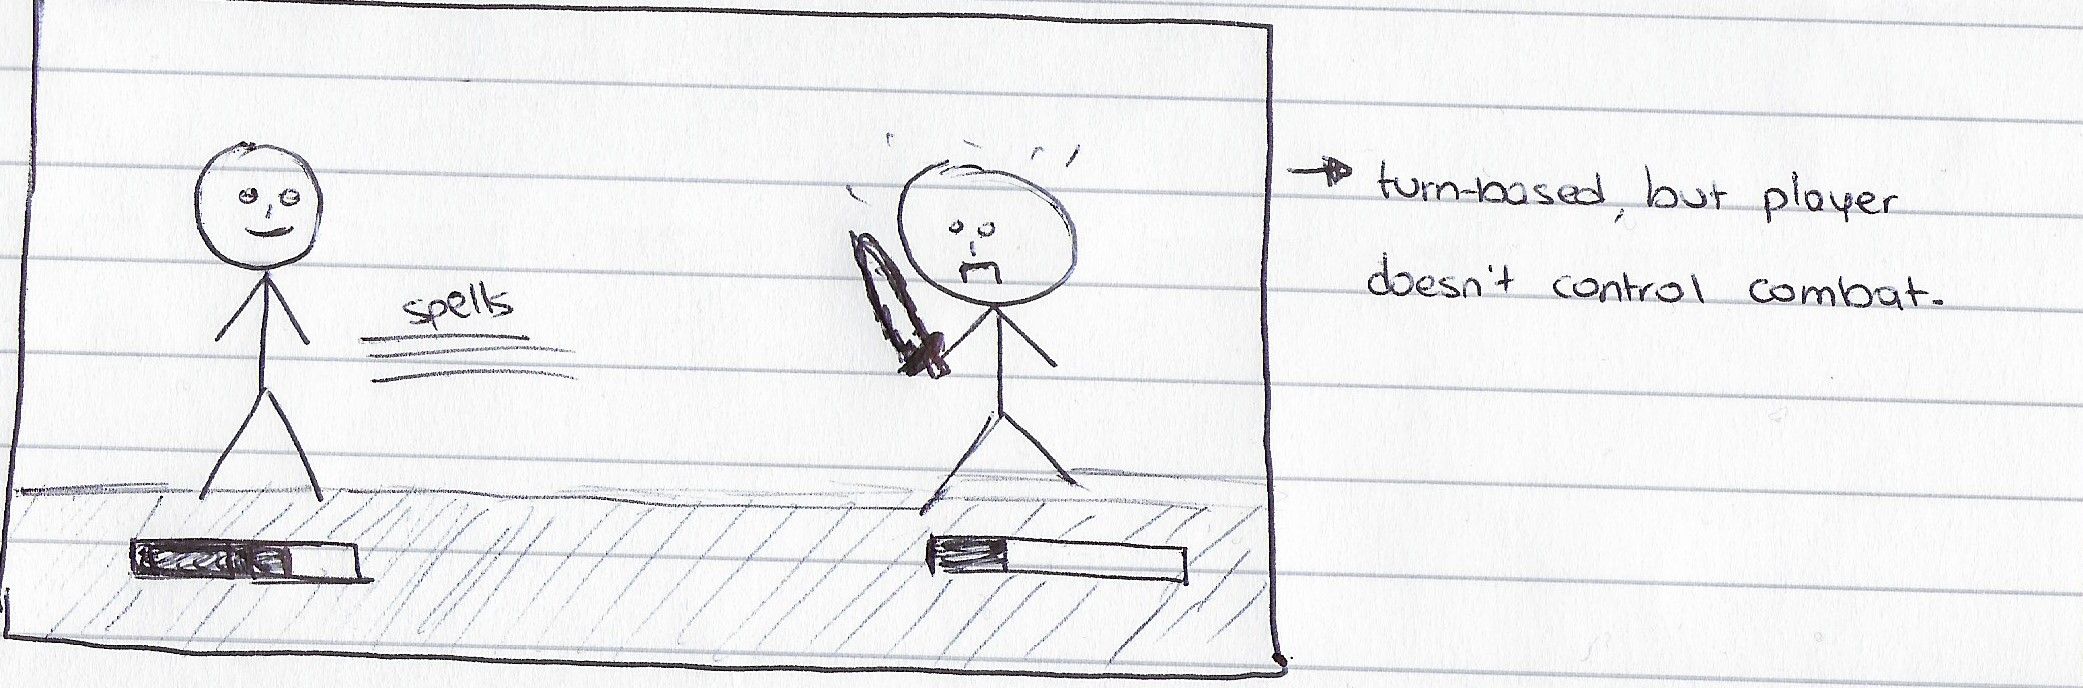 spells
turn-based, but player
doesn't control combat.